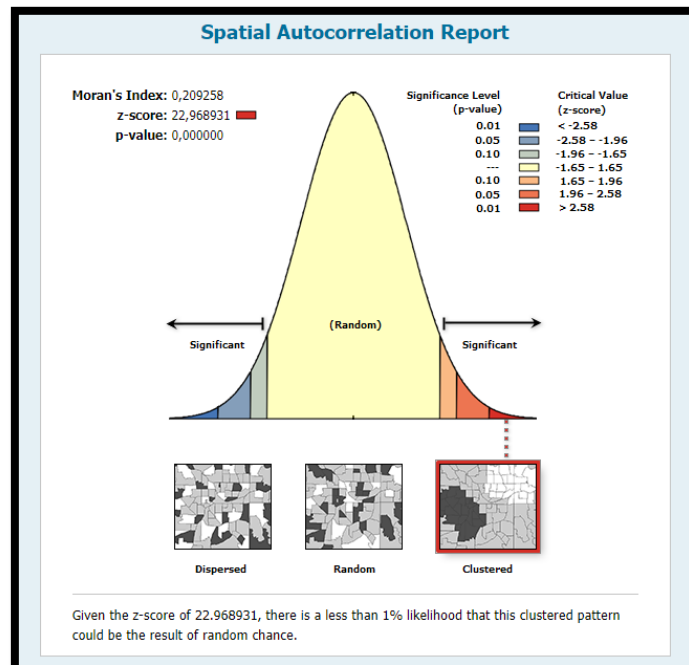 Spatial Autocorrelation Report
Moran's Index: 0,209258
z-score: 22,968931
p-value: 0,000000
Significance Level
(p-value)
Critical Value
(z-score)
0.01 < -2.58
0.05 -2.58 – -1.96
0.10 -1.96 – -1.65
--- -1.65 – 1.65
0.10 1.65 – 1.96
0.05 1.96 – 2.58
0.01 > 2.58
(Random)
Significant
Significant
Dispersed
Random
Clustered
Given the z-score of 22.968931, there is a less than 1% likelihood that this clustered pattern
could be the result of random chance.